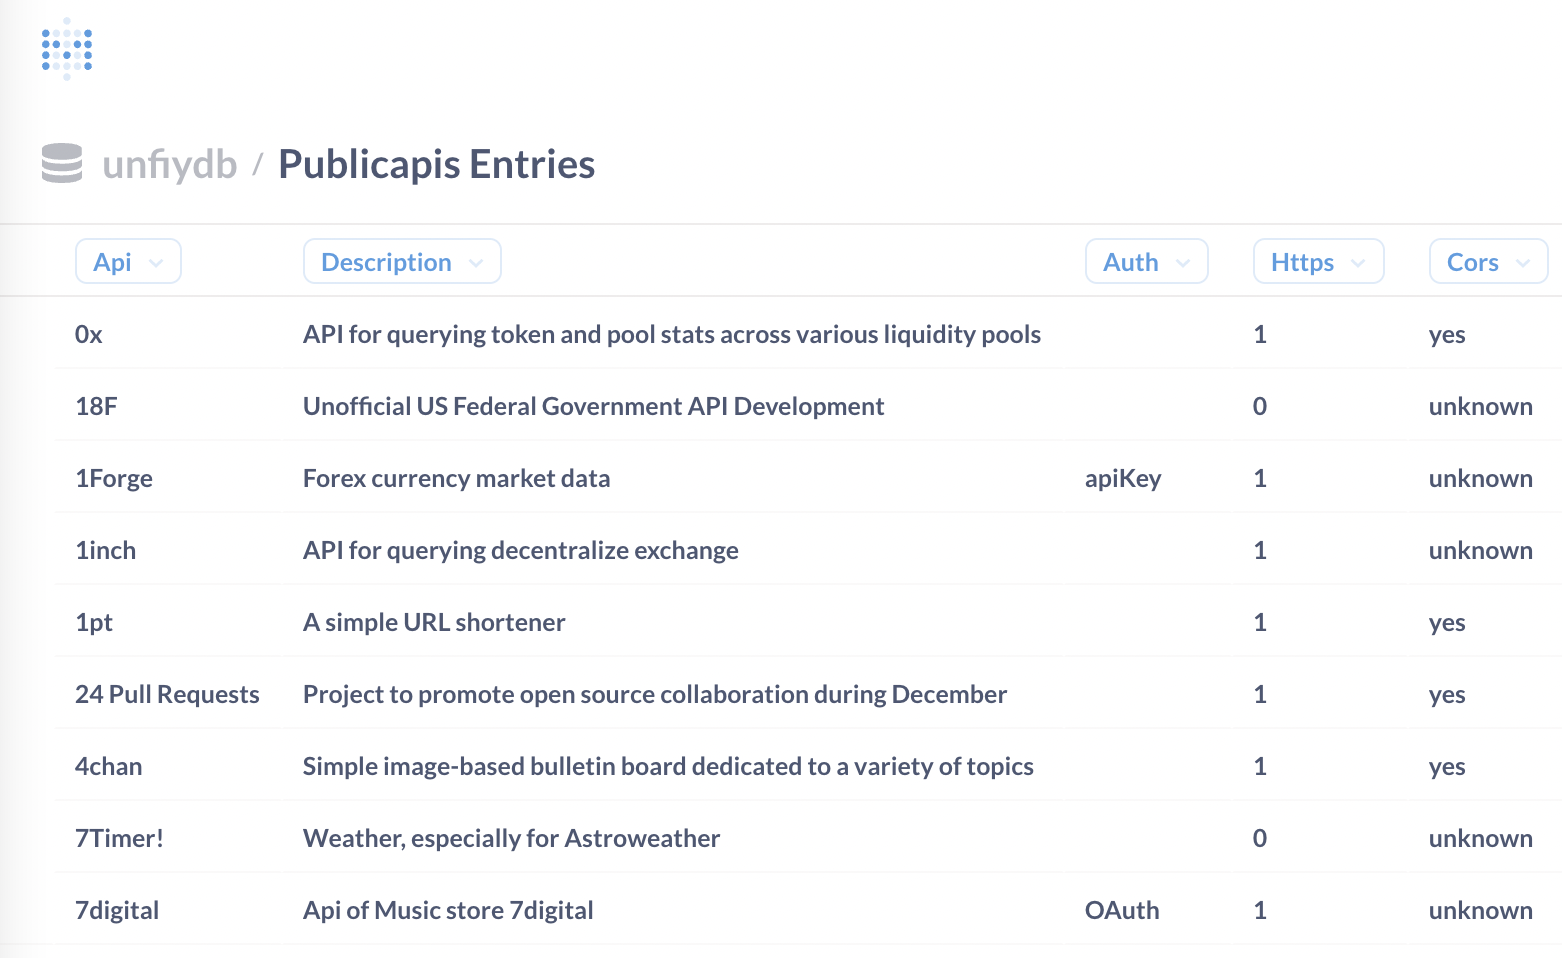 unfiydb / Publicapis Entries
Api Description Auth Https Cors
0x API for querying token and pool stats across various liquidity pools 1 yes
18F Unofficial US Federal Government API Development 0 unknown
1Forge Forex currency market data apiKey 1 unknown
1inch API for querying decentralize exchange 1 unknown
1pt A simple URL shortener 1 yes
24 Pull Requests Project to promote open source collaboration during December 1 yes
4chan Simple image-based bulletin board dedicated to a variety of topics 1 yes
7Timer! Weather, especially for Astroweather 0 unknown
7digital Api of Music store 7digital OAuth 1 unknown